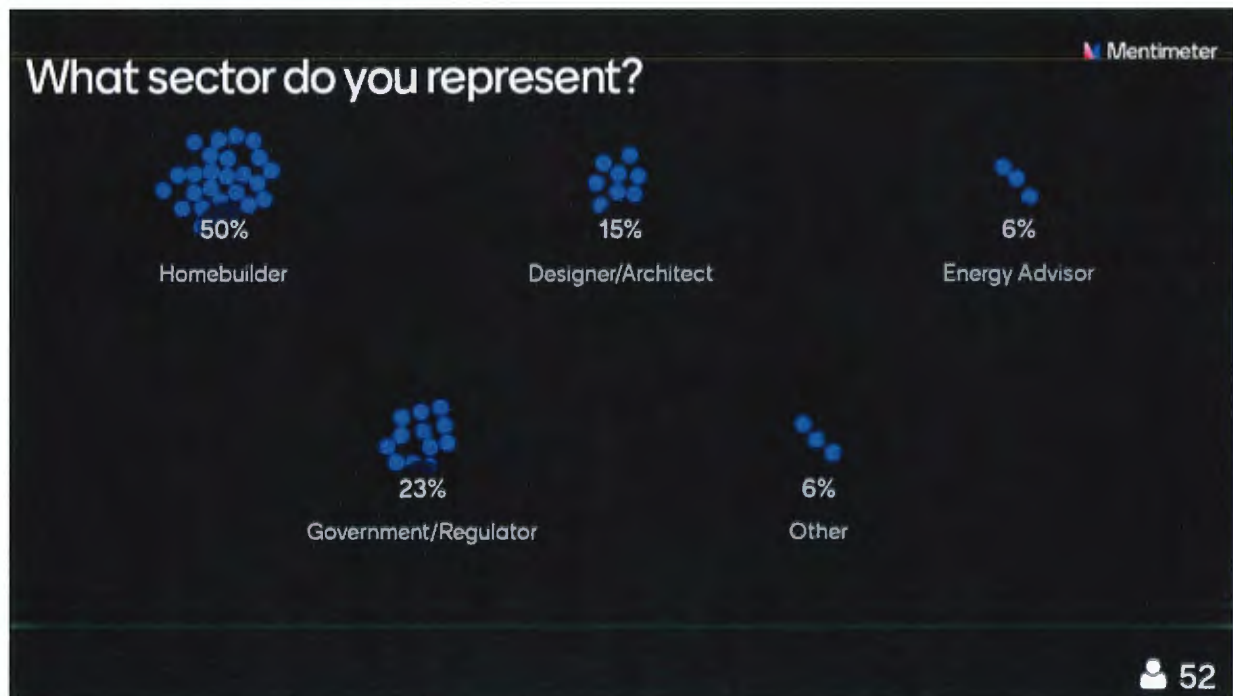 Mentimeter
What sector do you represent?
50%
Homebuilder
15%
Designer/Architect
6%
Energy Advisor
23%
Government/Regulator
6%
Other
52